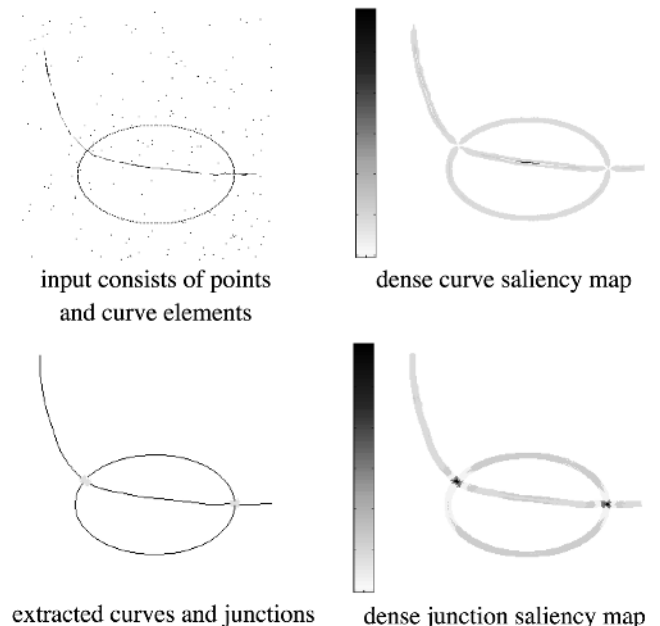 input consists of points
and curve elements
dense curve saliency map
extracted curves and junctions
dense junction saliency map